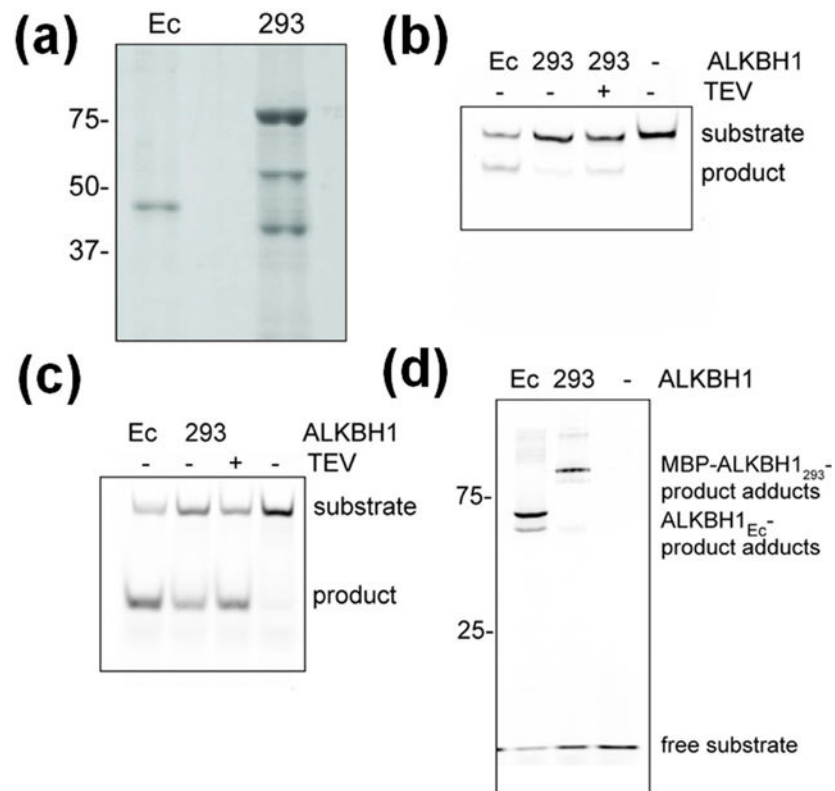 (a)
Ec 293
75-
50-
37-
(b)
Ec 293 293 - ALKBH1
- - + - TEV
substrate
product
(c)
Ec 293 ALKBH1
- - + - TEV
substrate
product
(d)
Ec 293 - ALKBH1
MBP-ALKBH1₂₉₃-
product adducts
75-
ALKBH1Ec-
product adducts
25-
free substrate